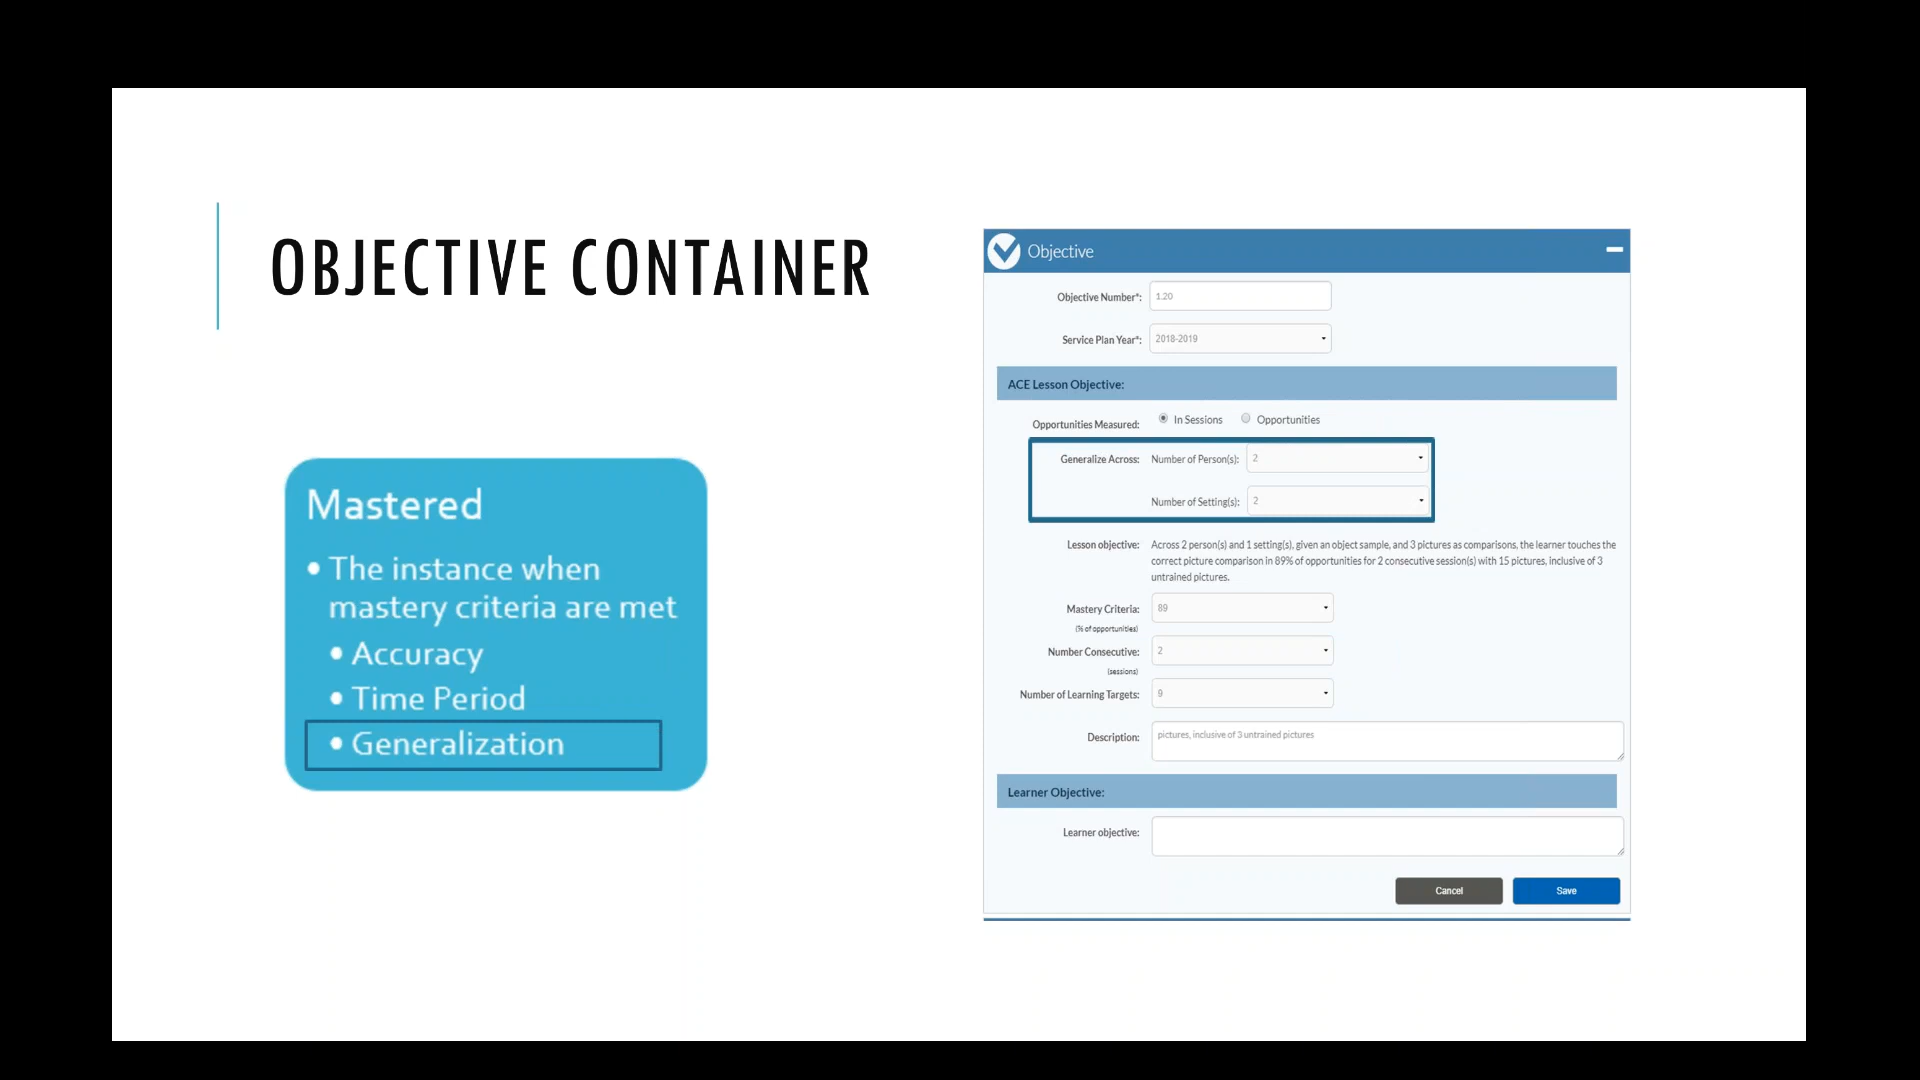 OBJECTIVE CONTAINER
Mastered
• The instance when
mastery criteria are met
• Accuracy
• Time Period
• Generalization
Objective
Objective Number*: 1.20
Service Plan Year*: 2018-2019
ACE Lesson Objective:
Opportunities Measured: In Sessions Opportunities
Generalize Across: Number of Person(s): 2
Number of Setting(s): 2
Lesson objective: Across 2 person(s) and 1 setting(s), given an object sample, and 3 pictures as comparisons, the learner touches the
correct picture comparison in 89% of opportunities for 2 consecutive session(s) with 15 pictures, inclusive of 3
untrained pictures.
Mastery Criteria: 89
(% of opportunities)
Number Consecutive: 2
(sessions)
Number of Learning Targets: 9
Description: pictures, inclusive of 3 untrained pictures
Learner Objective:
Learner objective:
Cancel Save